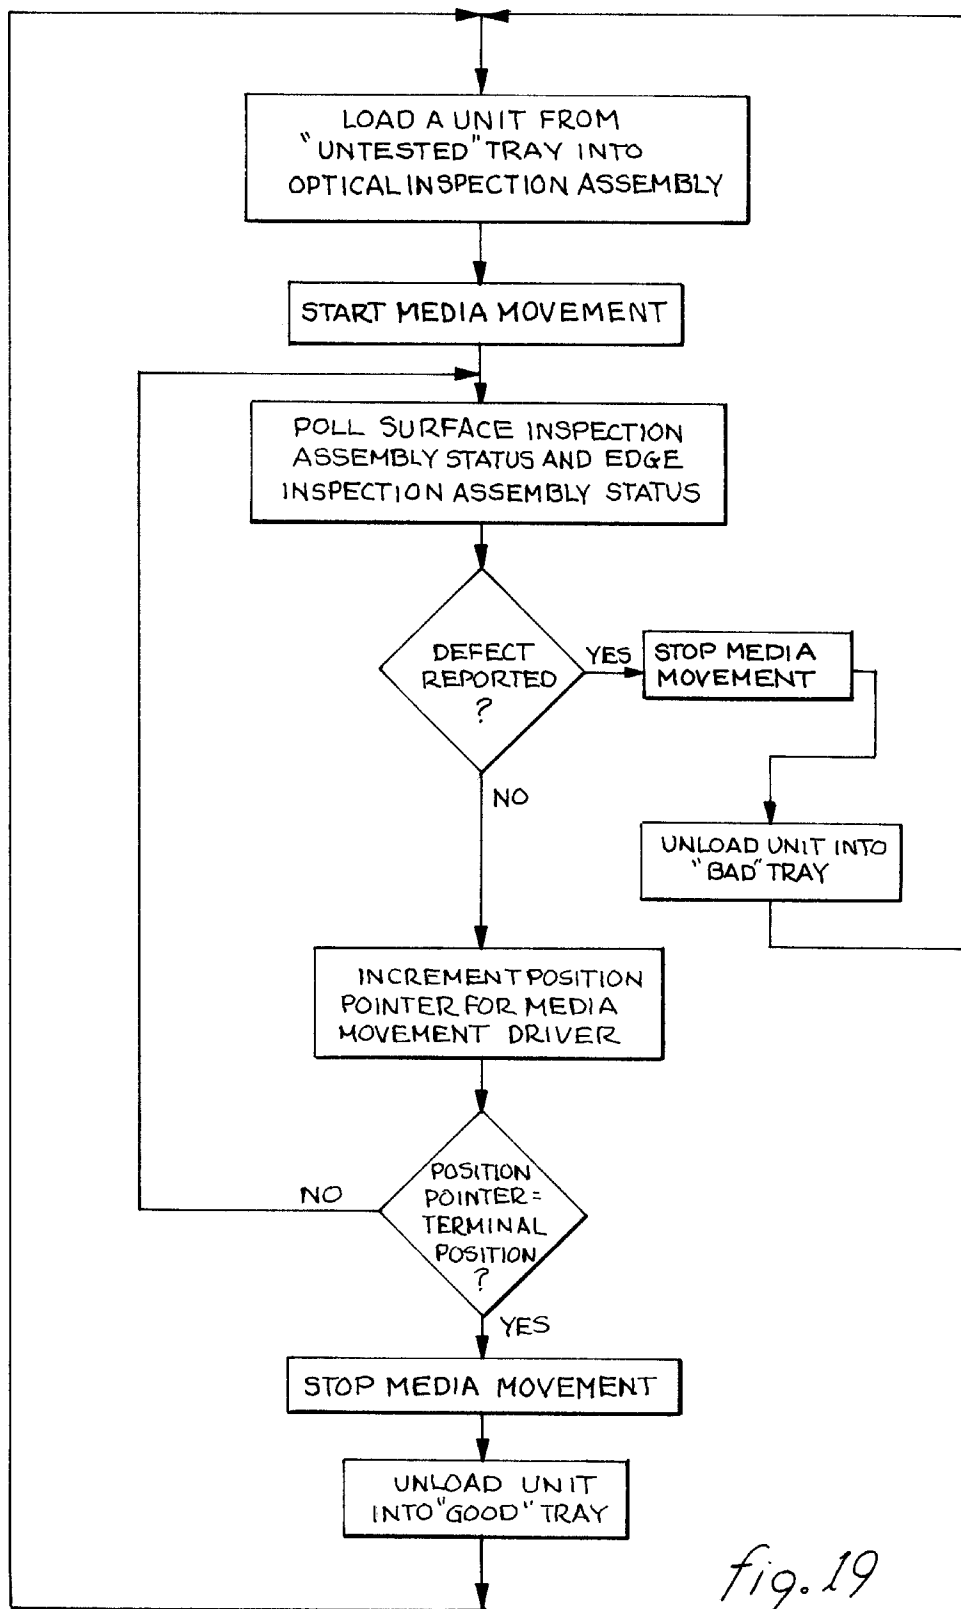 LOAD A UNIT FROM
"UNTESTED" TRAY INTO
OPTICAL INSPECTION ASSEMBLY
START MEDIA MOVEMENT
POLL SURFACE INSPECTION
ASSEMBLY STATUS AND EDGE
INSPECTION ASSEMBLY STATUS
DEFECT
REPORTED
?
YES
STOP MEDIA
MOVEMENT
NO
UNLOAD UNIT INTO
"BAD" TRAY
INCREMENT POSITION
POINTER FOR MEDIA
MOVEMENT DRIVER
POSITION
POINTER =
TERMINAL
POSITION
?
NO
YES
STOP MEDIA MOVEMENT
UNLOAD UNIT
INTO "GOOD" TRAY
fig. 19